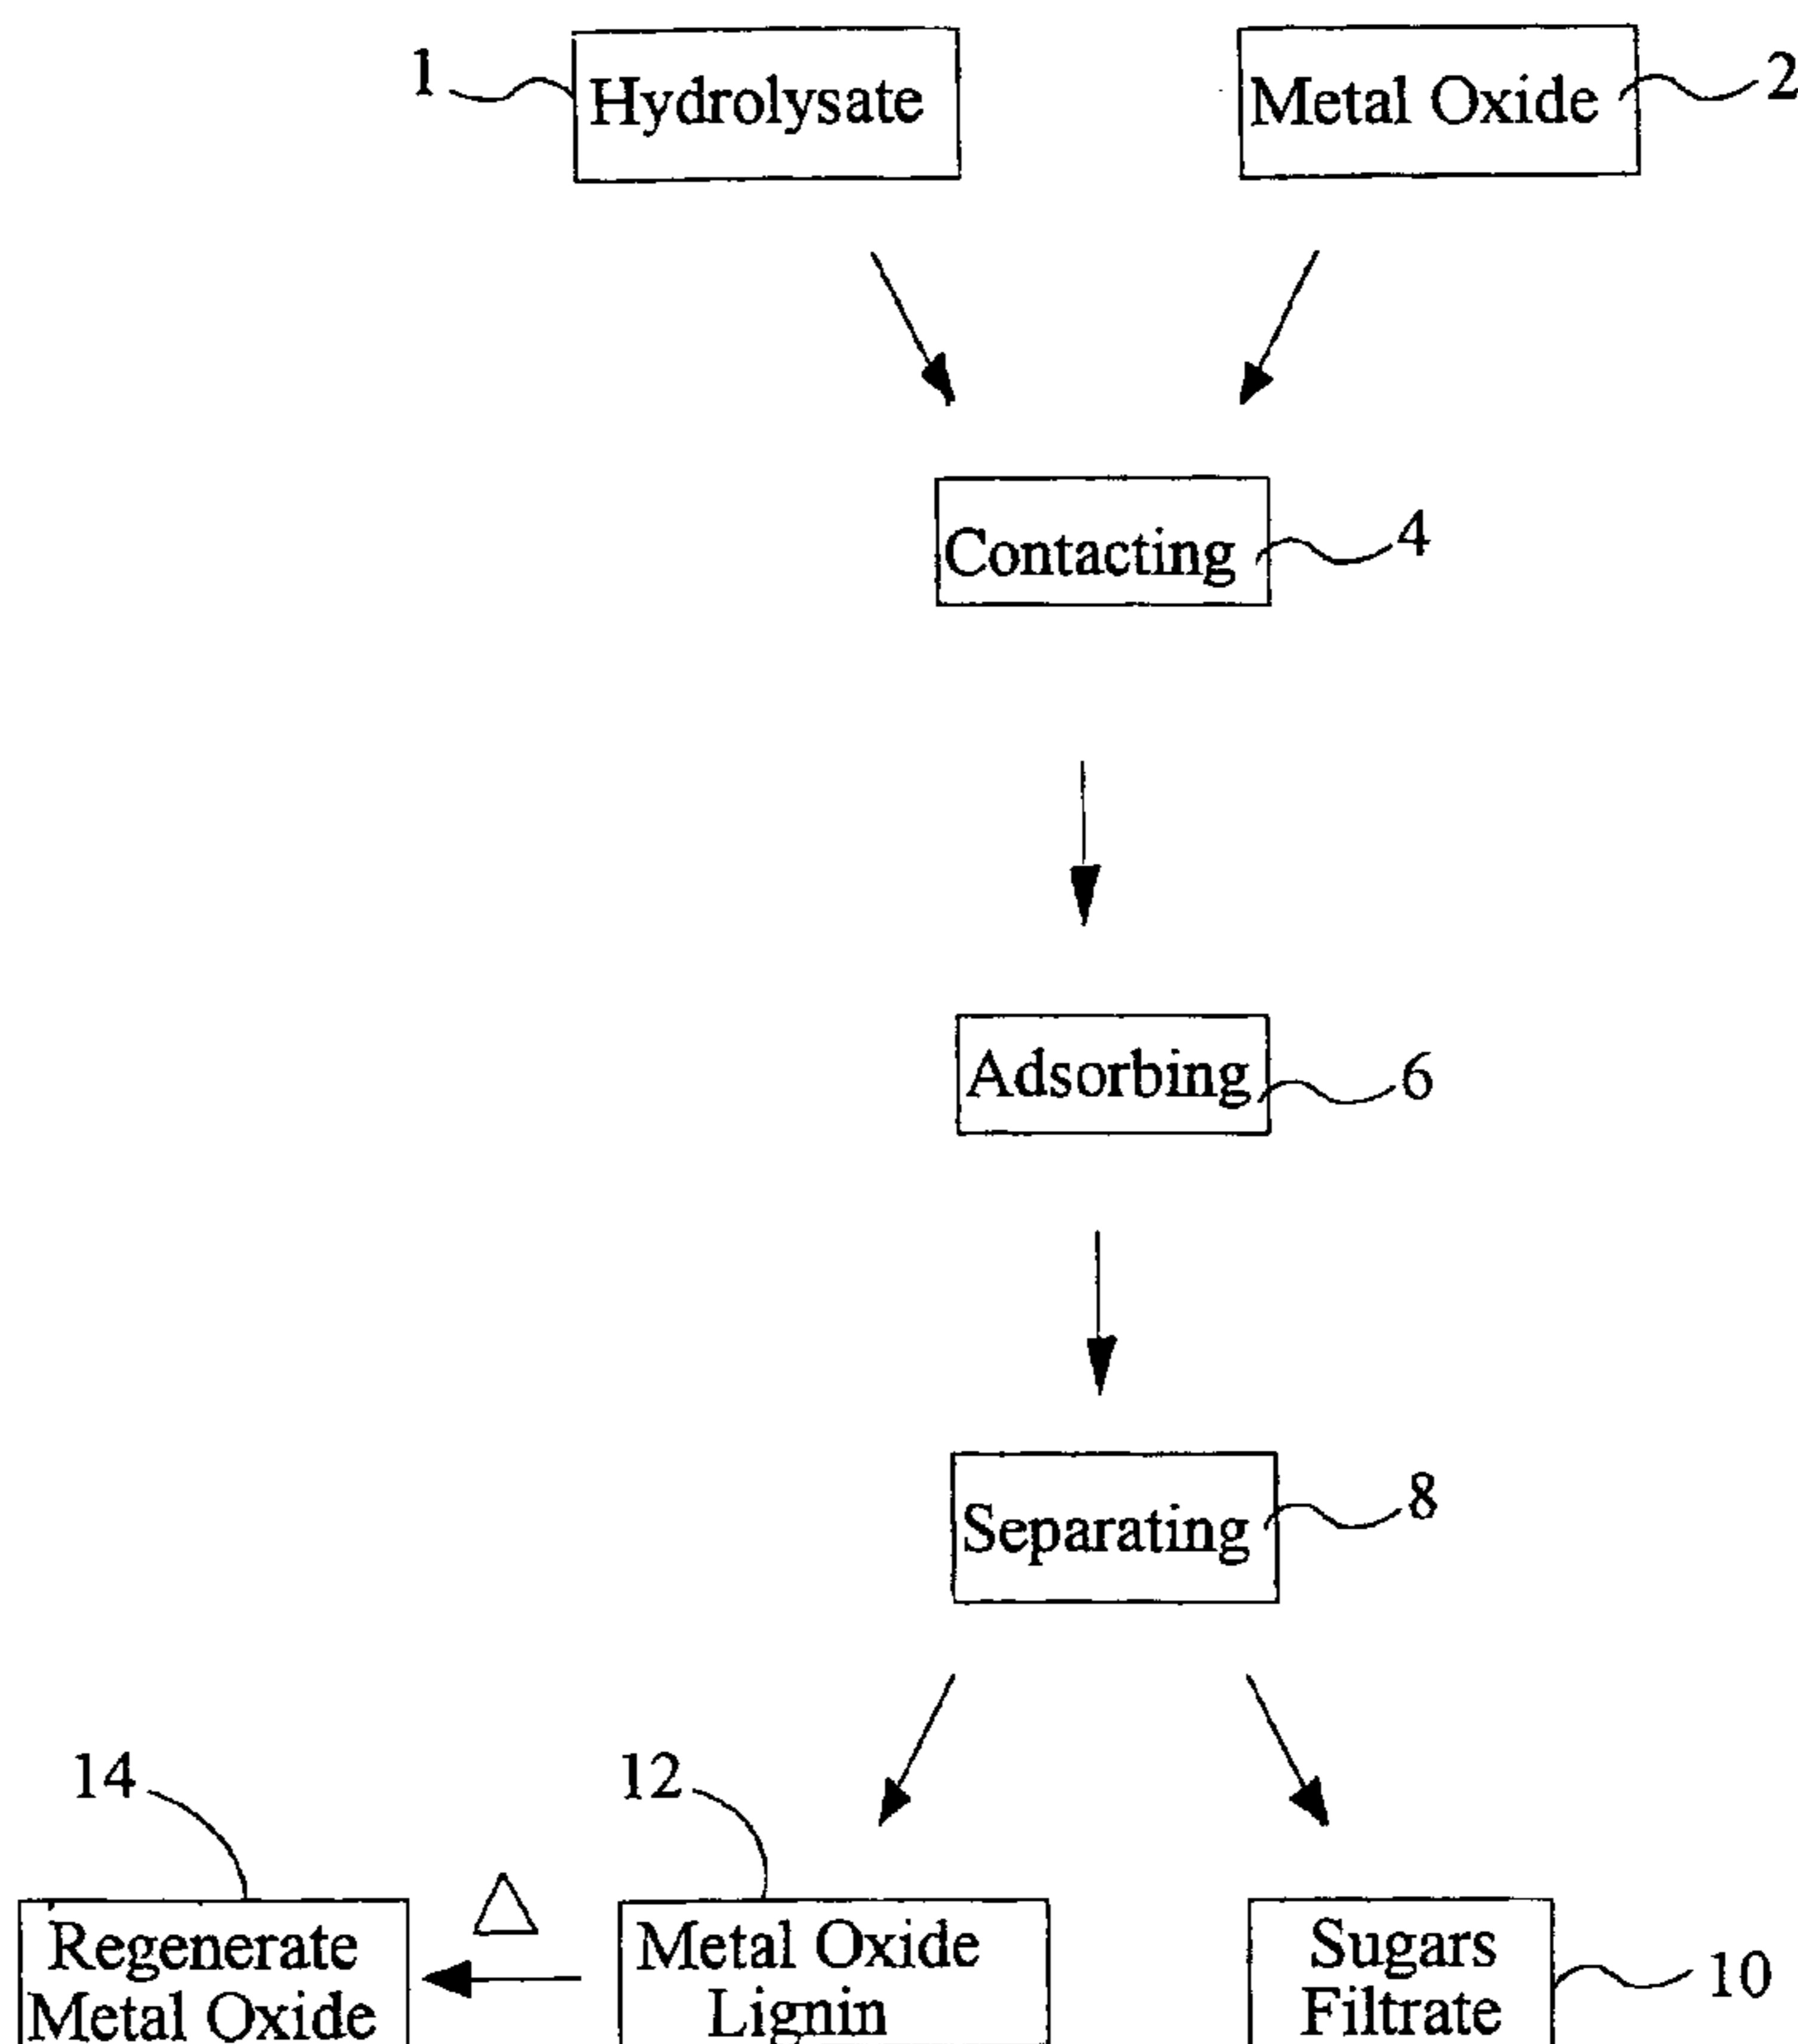 1
Hydrolysate
Metal Oxide
2
Contacting
4
Adsorbing
6
Separating
8
14
12
Regenerate
Metal Oxide
Metal Oxide
Lignin
Sugars
Filtrate
10